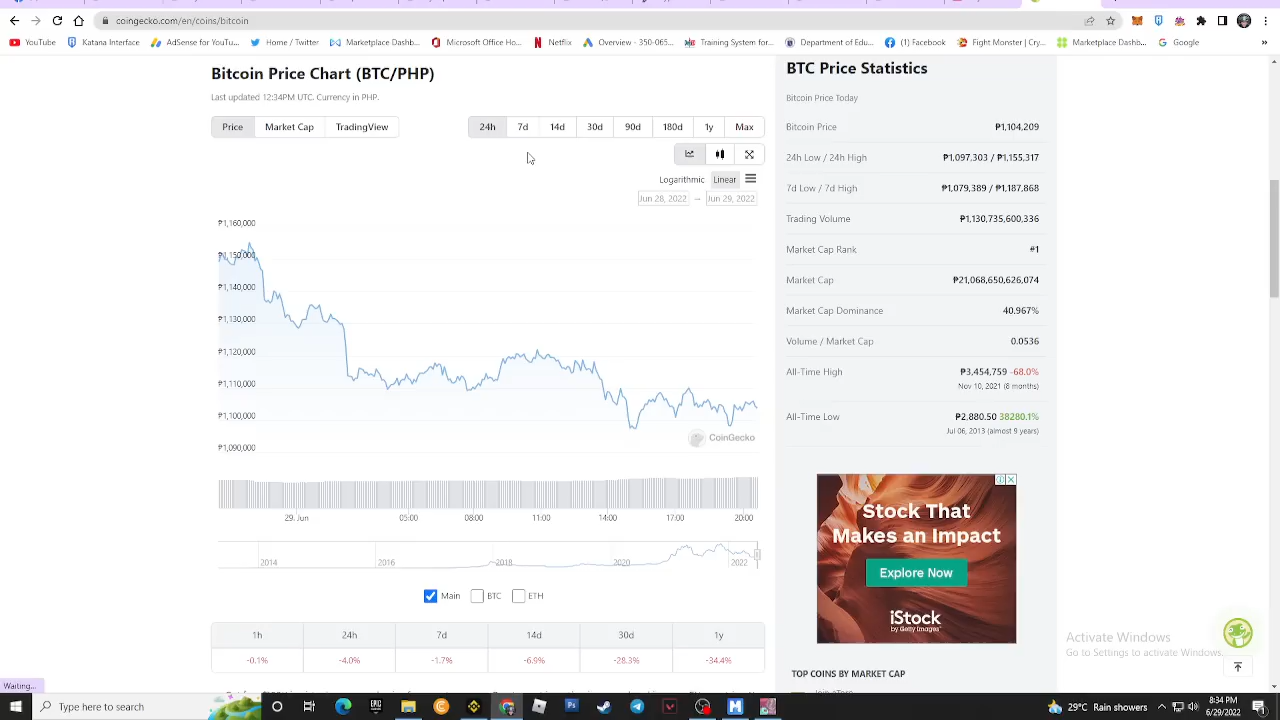 coingecko.com/en/coins/bitcoin
YouTube
Katana Interface
AdSense for YouTu...
Home / Twitter
Marketplace Dashb...
Microsoft Office Ho...
Netflix
Overview - 350-065...
Training System for...
Department of Edu...
(1) Facebook
Fight Monster | Cry...
Marketplace Dashb...
Google
»
Bitcoin Price Chart (BTC/PHP)
Last updated 12:34PM UTC. Currency in PHP.
Price
Market Cap
TradingView
24h
7d
14d
30d
90d
180d
1y
Max
Logarithmic
Linear
Jun 28, 2022 → Jun 29, 2022
₱1,160,000
₱1,150,000
₱1,140,000
₱1,130,000
₱1,120,000
₱1,110,000
₱1,100,000
₱1,090,000
CoinGecko
29. Jun
05:00
08:00
11:00
14:00
17:00
20:00
2014
2016
2018
2020
2022
Main
BTC
ETH
1h 24h 7d 14d 30d 1y
-0.1% -4.0% -1.7% -6.9% -28.3% -34.4%
BTC Price Statistics
Bitcoin Price Today
Bitcoin Price ₱1,104,209
24h Low / 24h High ₱1,097,303 / ₱1,155,317
7d Low / 7d High ₱1,079,389 / ₱1,187,868
Trading Volume ₱1,130,735,600,336
Market Cap Rank #1
Market Cap ₱21,068,650,626,074
Market Cap Dominance 40.967%
Volume / Market Cap 0.0536
All-Time High ₱3,454,759 -68.0%
Nov 10, 2021 (8 months)
All-Time Low ₱2,880.50 38280.1%
Jul 06, 2013 (almost 9 years)
Stock That
Makes an Impact
Explore Now
iStock
by Getty Images
TOP COINS BY MARKET CAP
Activate Windows
Go to Settings to activate Windows.
Waiting...
Type here to search
29°C Rain showers
8:34 PM
6/29/2022